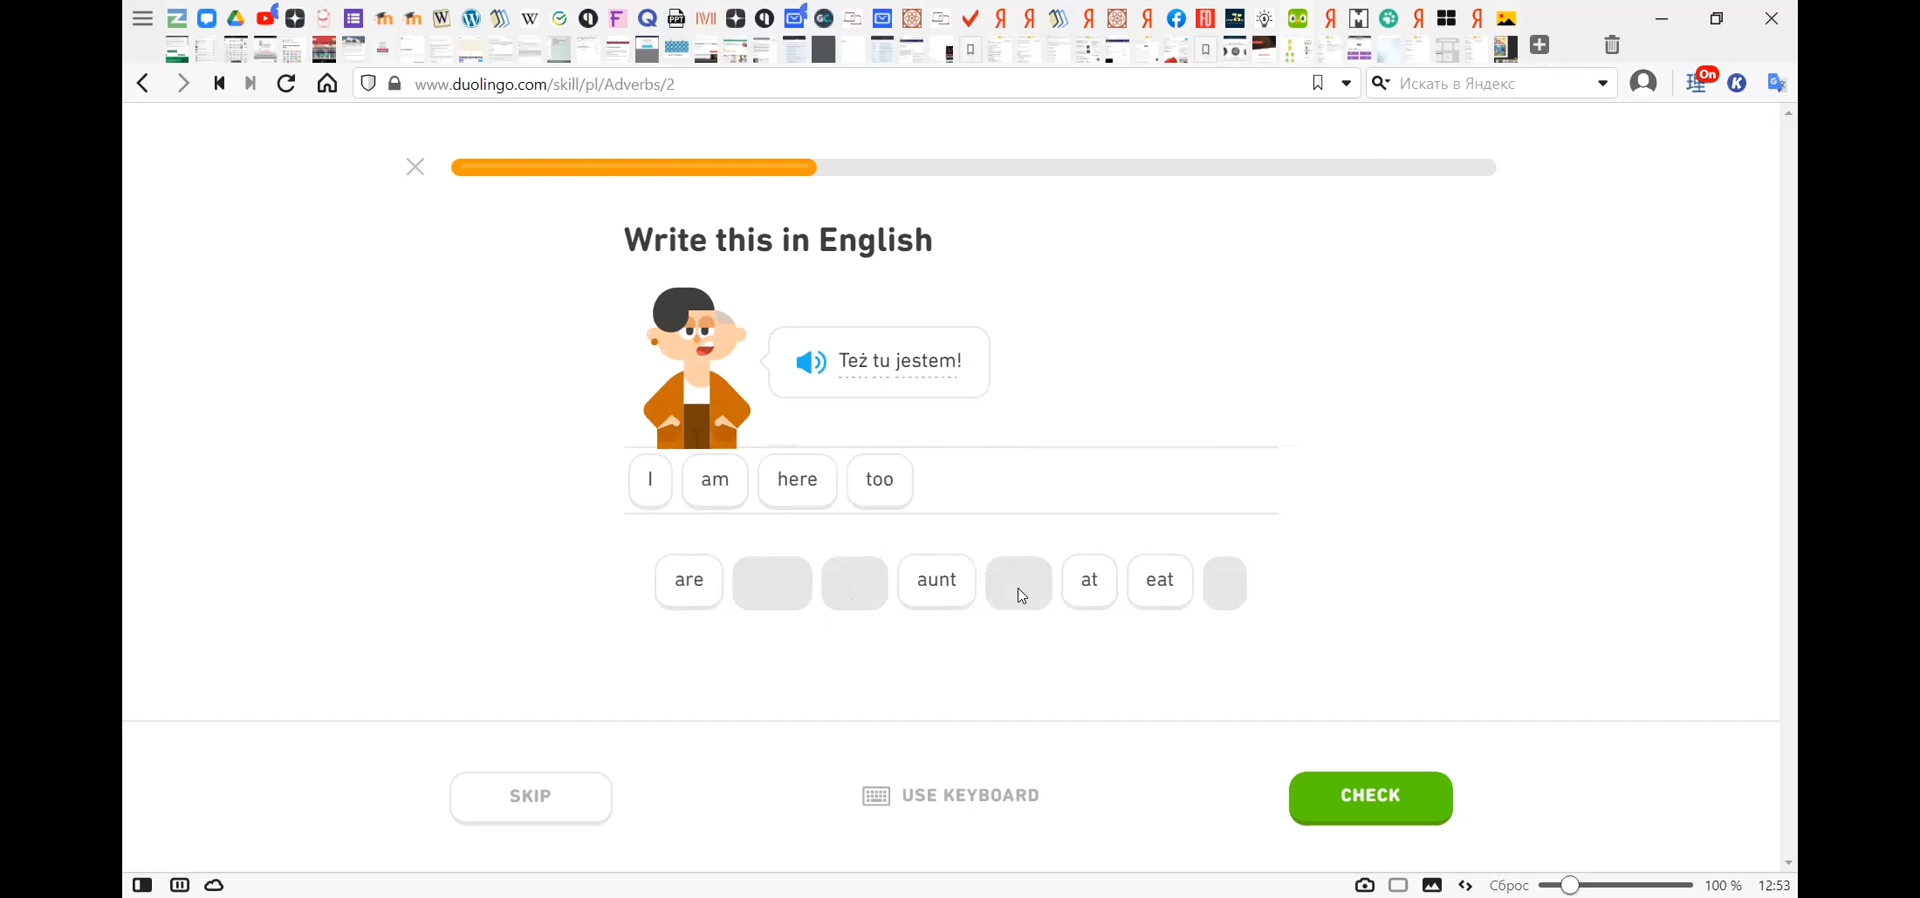 On
www.duolingo.com/skill/pl/Adverbs/2
Искать в Яндекс
Write this in English
Też tu jestem!
I am here too
are aunt at eat
SKIP
USE KEYBOARD
CHECK
Сброс
100 %
12:53